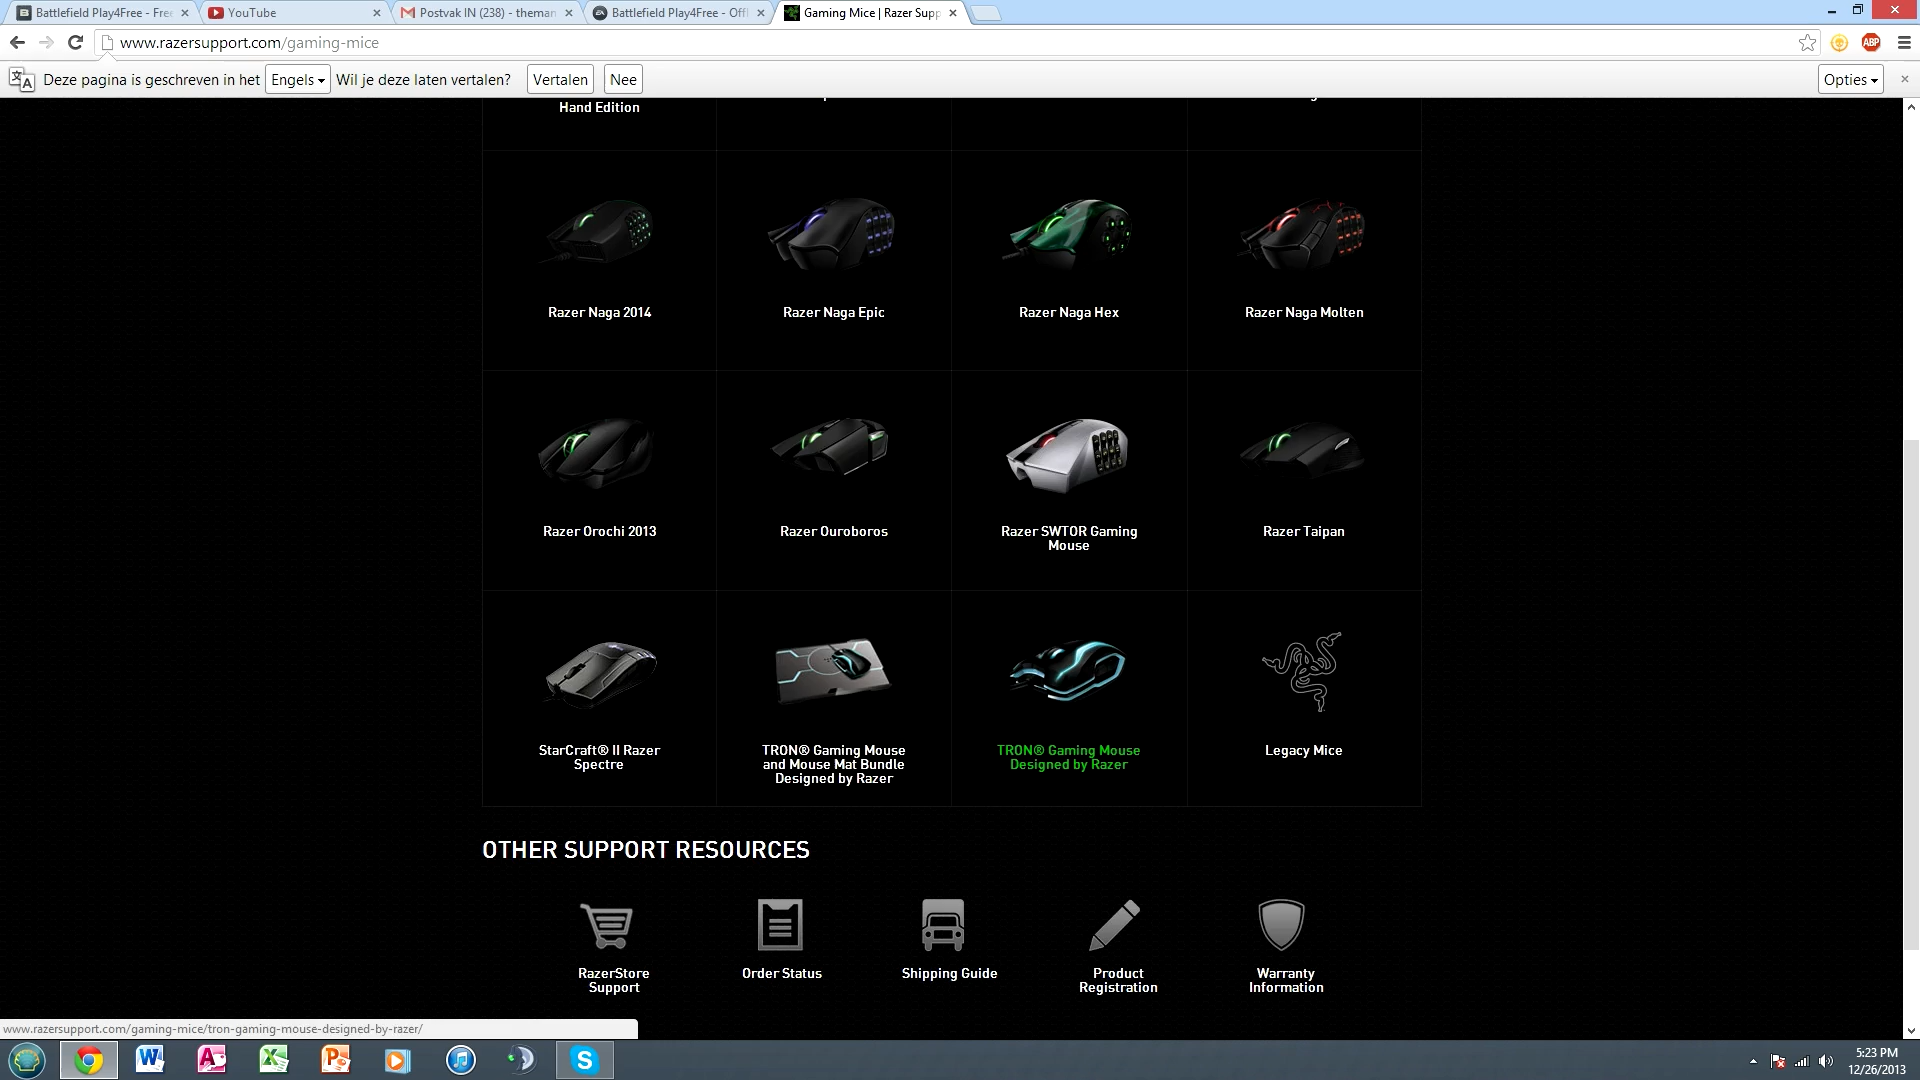 Battlefield Play4Free - Free
YouTube
Postvak IN (238) - theman
Battlefield Play4Free - Offi
Gaming Mice | Razer Supp
www.razersupport.com/gaming-mice
ABP
Deze pagina is geschreven in het Engels Wil je deze laten vertalen? Vertalen Nee Opties
Hand Edition
Razer Naga 2014
Razer Naga Epic
Razer Naga Hex
Razer Naga Molten
Razer Orochi 2013
Razer Ouroboros
Razer SWTOR Gaming
Mouse
Razer Taipan
StarCraft® II Razer
Spectre
TRON® Gaming Mouse
and Mouse Mat Bundle
Designed by Razer
TRON® Gaming Mouse
Designed by Razer
Legacy Mice
OTHER SUPPORT RESOURCES
RazerStore
Support
Order Status
Shipping Guide
Product
Registration
Warranty
Information
www.razersupport.com/gaming-mice/tron-gaming-mouse-designed-by-razer/
5:23 PM
12/26/2013